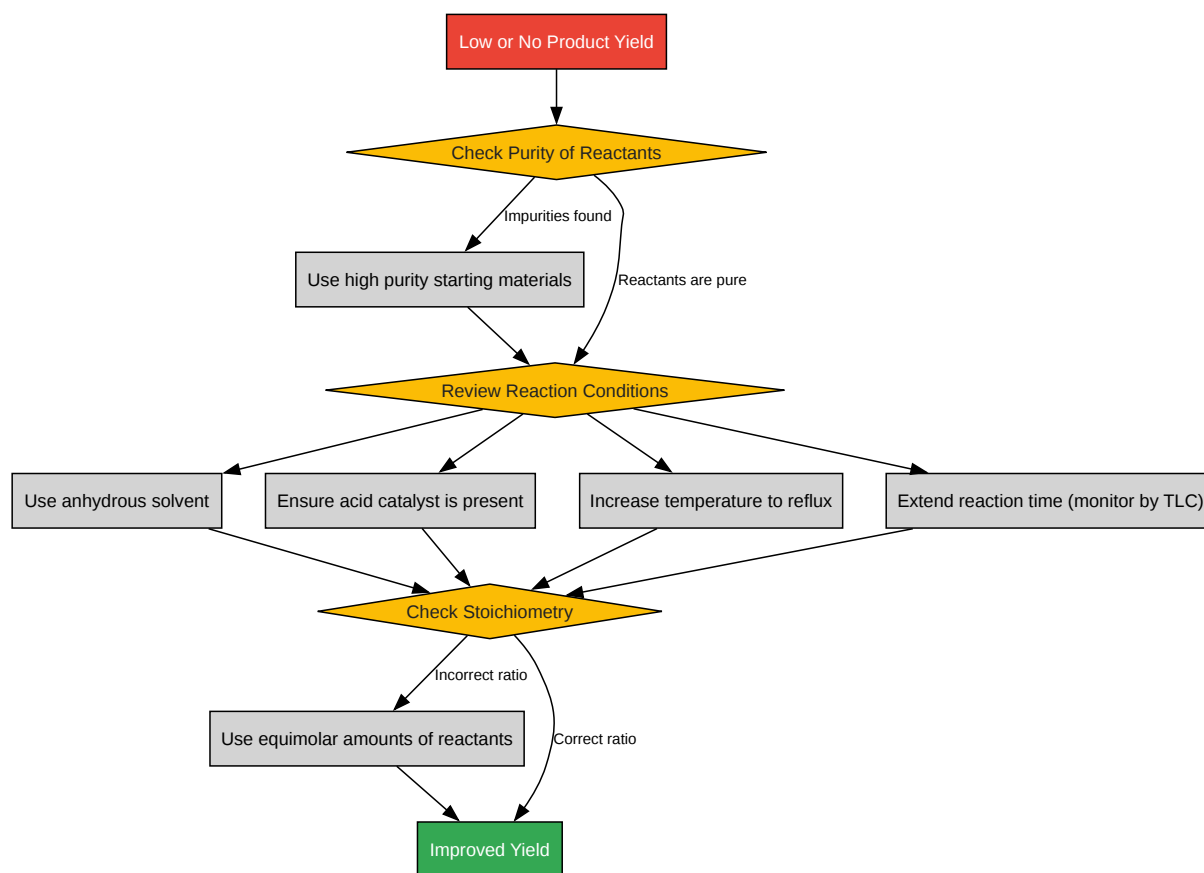 Low or No Product Yield
Check Purity of Reactants
Impurities found
Use high purity starting materials
Reactants are pure
Review Reaction Conditions
Use anhydrous solvent
Ensure acid catalyst is present
Increase temperature to reflux
Extend reaction time (monitor by TLC)
Check Stoichiometry
Incorrect ratio
Use equimolar amounts of reactants
Correct ratio
Improved Yield